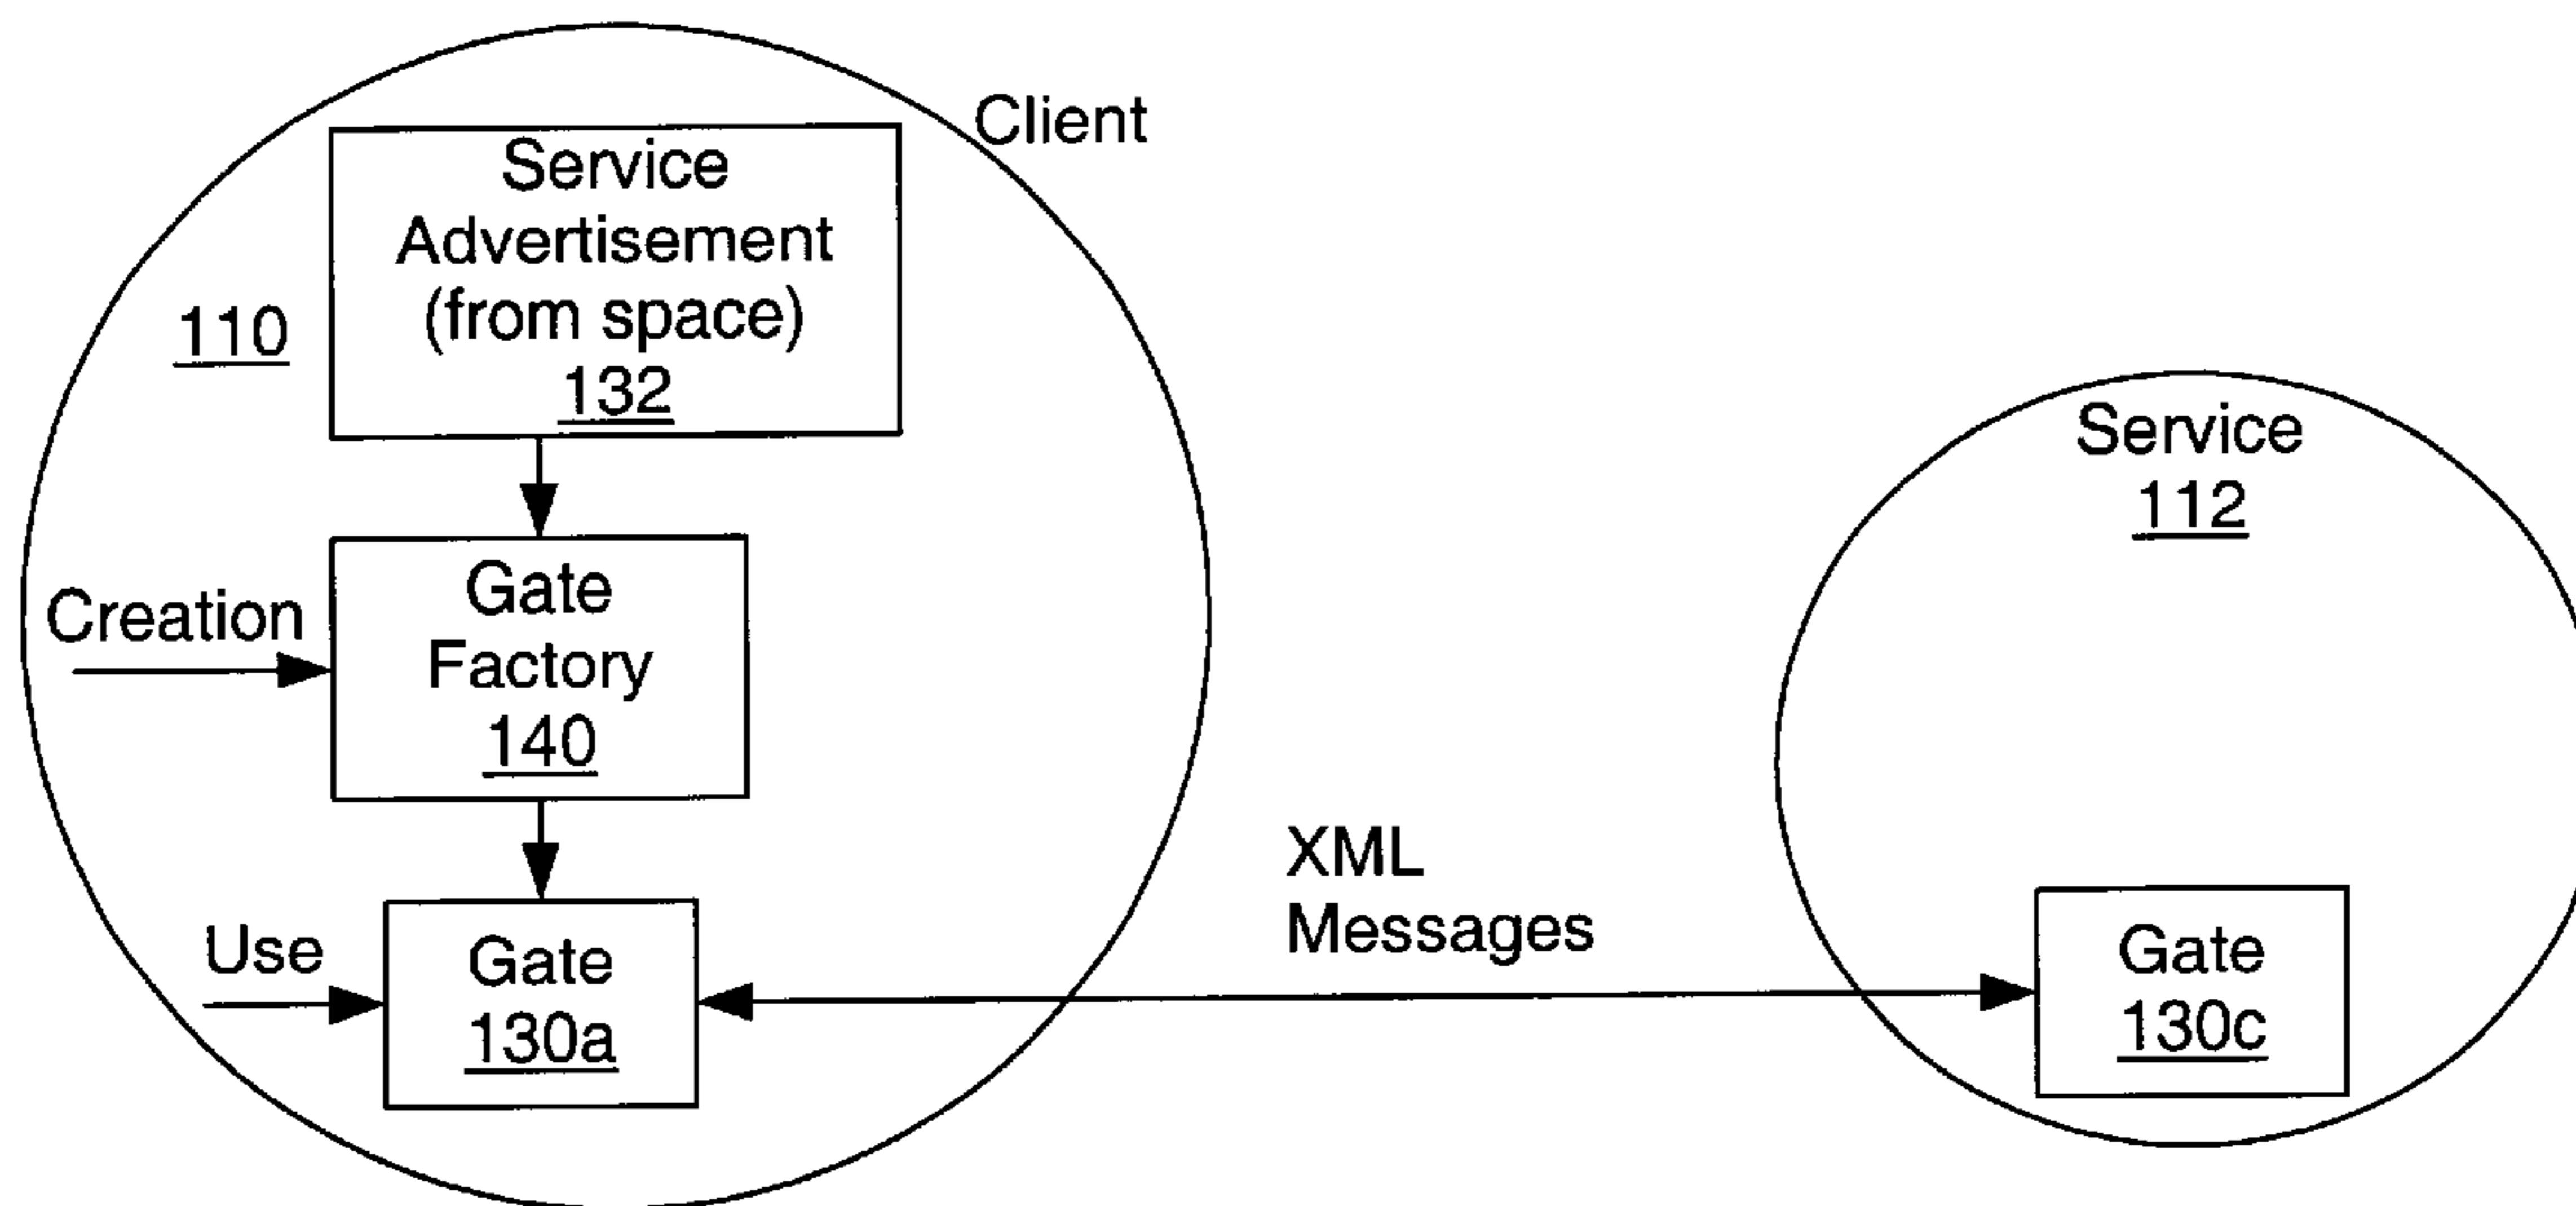 Client
Service
Advertisement
(from space)
132
110
Creation
Gate
Factory
140
Use
Gate
130a
XML
Messages
Service
112
Gate
130c